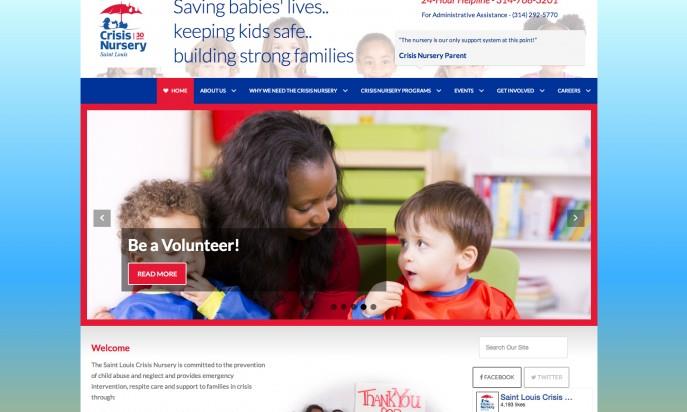 Saving babies' lives..
keeping kids safe..
building strong families
Crisis 30
Nursery
Saint Louis
24-Hour Helpline - 314-768-3201
For Administrative Assistance - (314) 292-5770
"The nursery is our only support system at this point!"
Crisis Nursery Parent
HOME ABOUT US WHY WE NEED THE CRISIS NURSERY CRISIS NURSERY PROGRAMS EVENTS GET INVOLVED CAREERS
Be a Volunteer!
READ MORE
Welcome
The Saint Louis Crisis Nursery is committed to the prevention
of child abuse and neglect and provides emergency
intervention, respite care and support to families in crisis
through:
THANK YOU
Search Our Site
FACEBOOK TWITTER
Saint Louis Crisis ...
4,193 likes
Crisis
Nursery